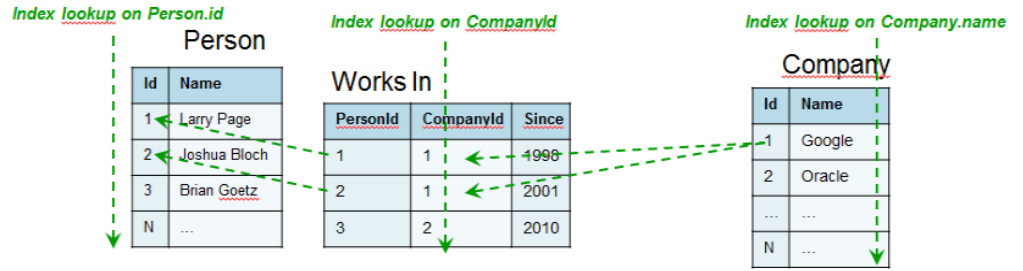 Index lookup on Person.id
Index lookup on CompanyId
Index lookup on Company.name
Person
Id Name
1 Larry Page
2 Joshua Bloch
3 Brian Goetz
N ...
Works In
PersonId CompanyId Since
1 1 1998
2 1 2001
3 2 2010
Company
Id Name
1 Google
2 Oracle
... ...
N ...